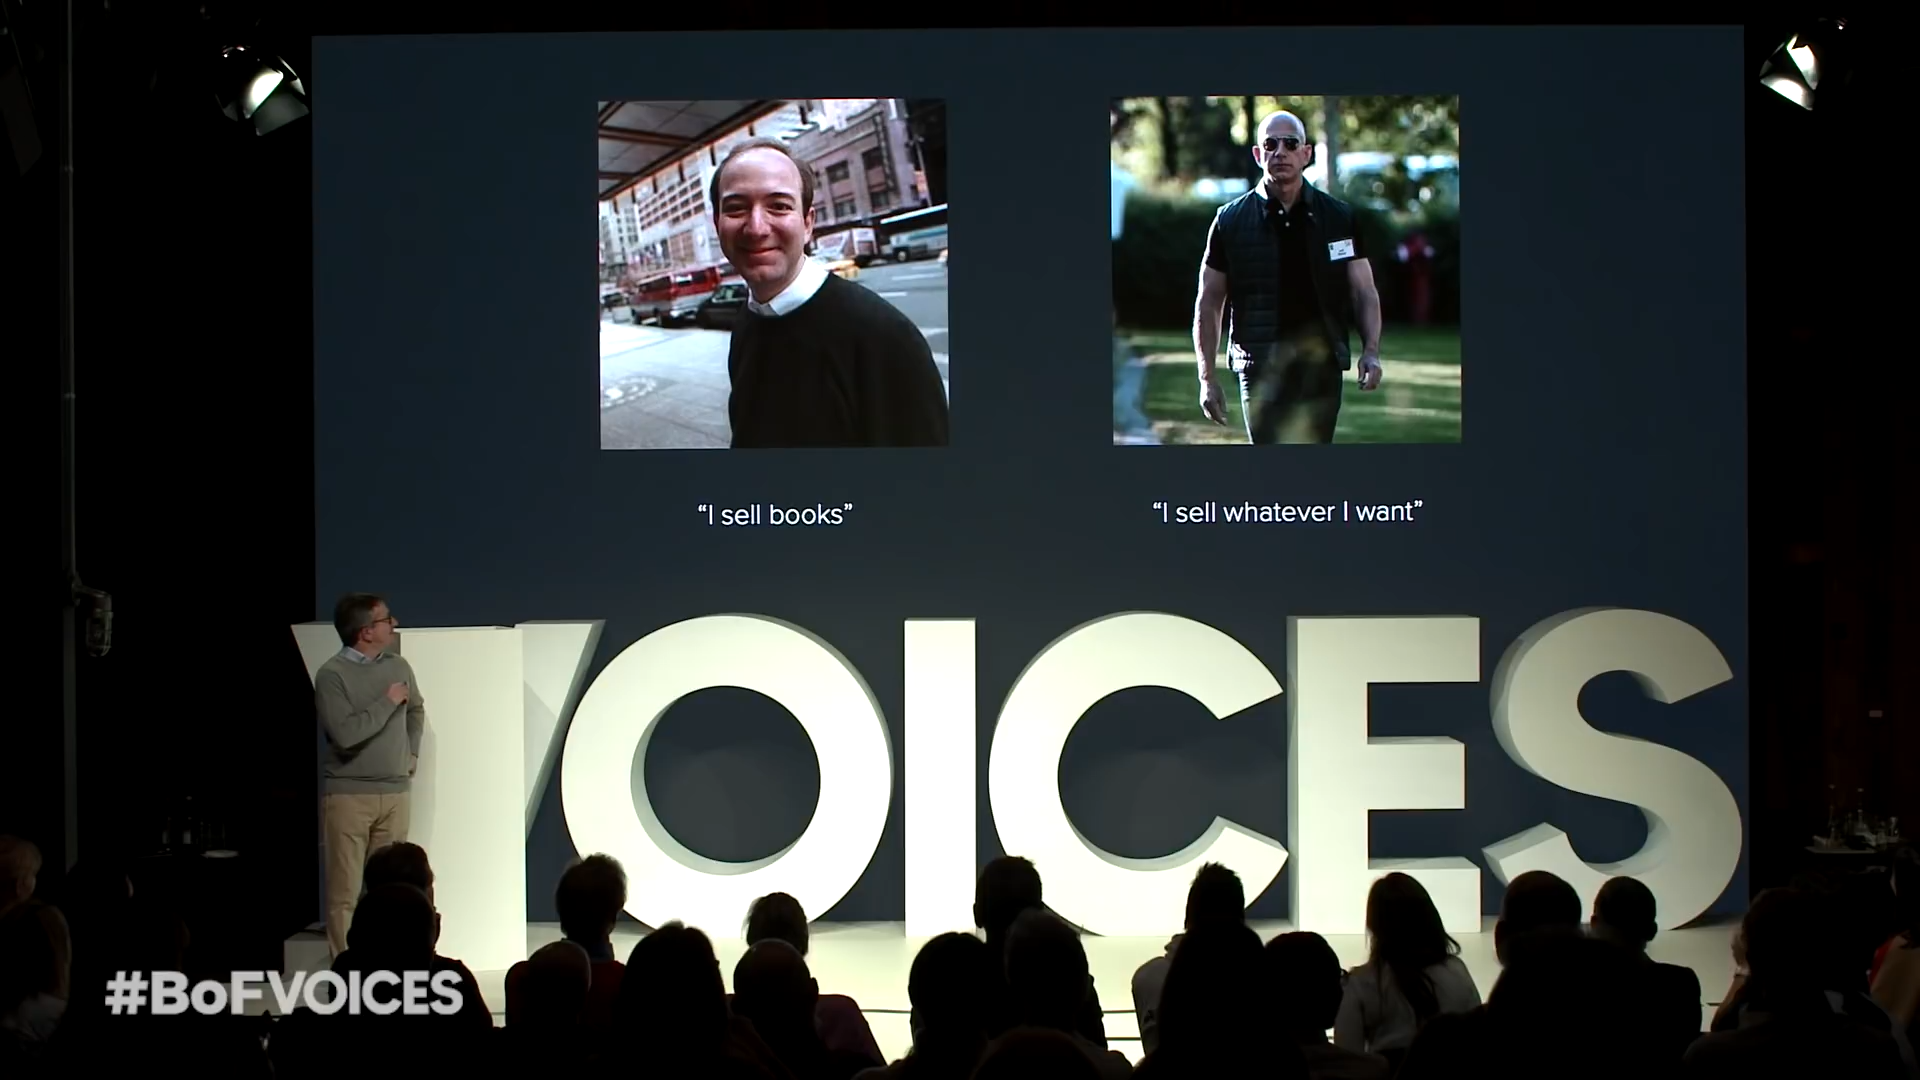 “I sell books”
“I sell whatever I want”
VOICES
#BoFVOICES